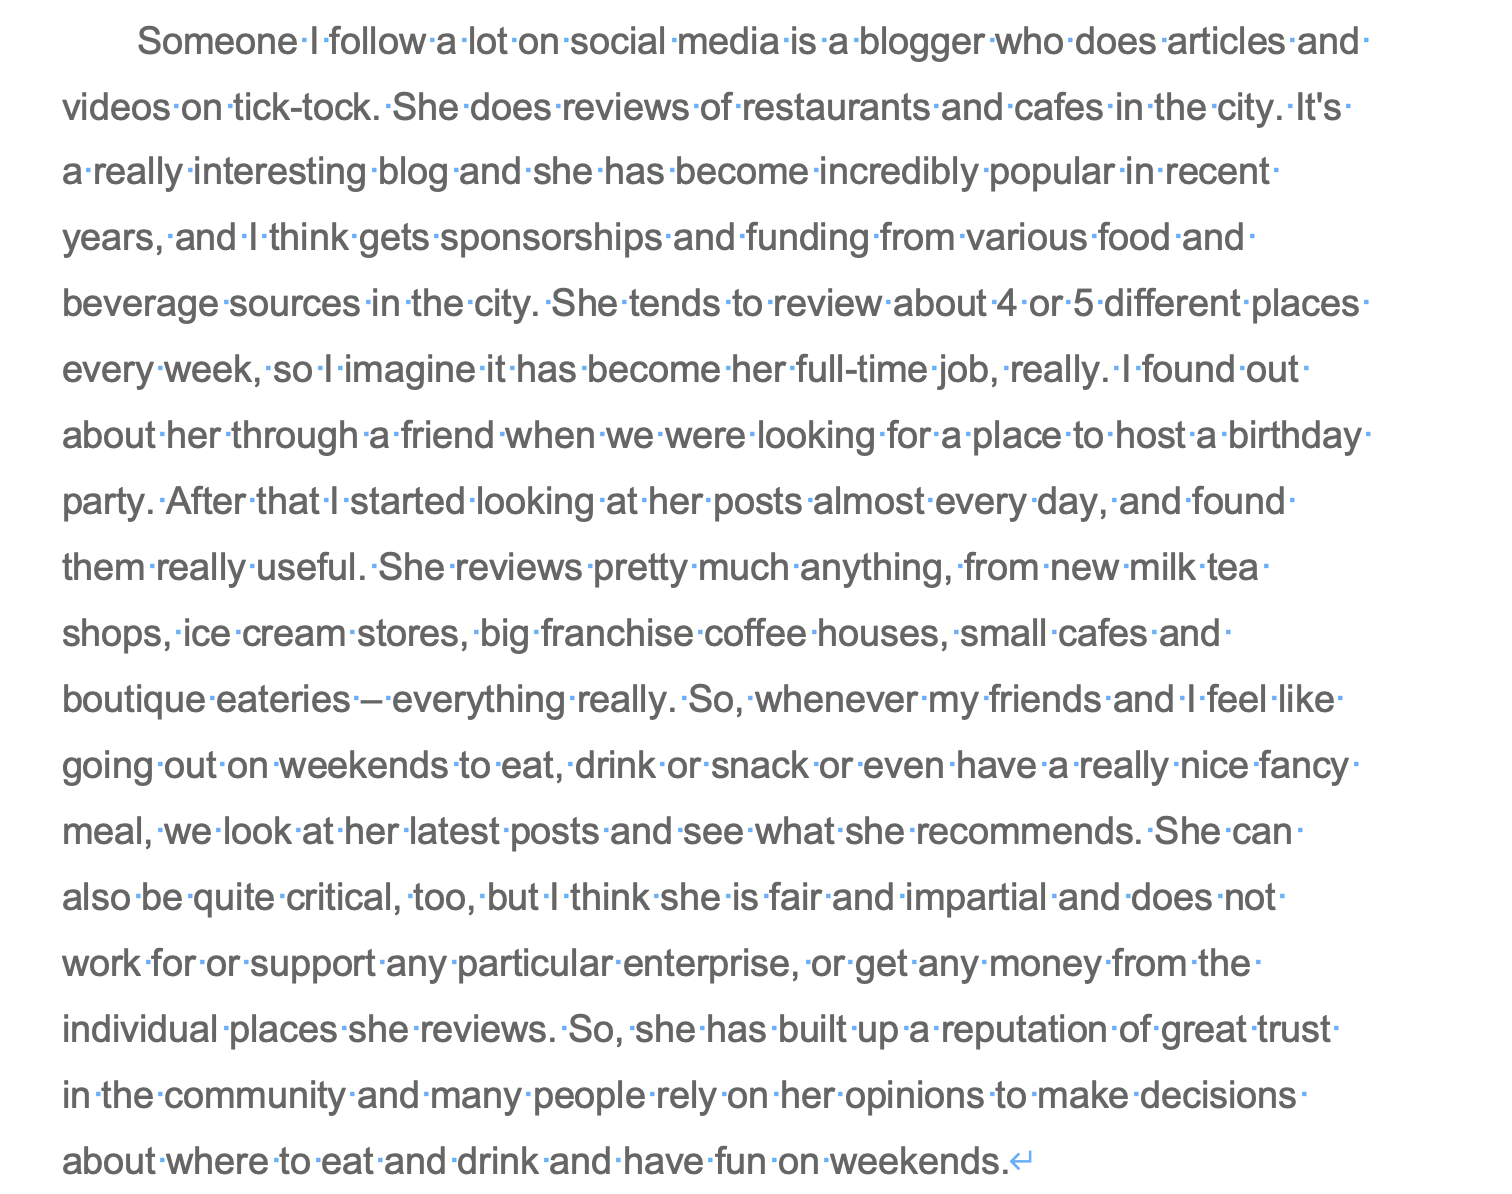 Someone I follow a lot on social media is a blogger who does articles and
videos on tick-tock. She does reviews of restaurants and cafes in the city. It's
a really interesting blog and she has become incredibly popular in recent
years, and I think gets sponsorships and funding from various food and
beverage sources in the city. She tends to review about 4 or 5 different places
every week, so I imagine it has become her full-time job, really. I found out
about her through a friend when we were looking for a place to host a birthday
party. After that I started looking at her posts almost every day, and found
them really useful. She reviews pretty much anything, from new milk tea
shops, ice cream stores, big franchise coffee houses, small cafes and
boutique eateries – everything really. So, whenever my friends and I feel like
going out on weekends to eat, drink or snack or even have a really nice fancy
meal, we look at her latest posts and see what she recommends. She can
also be quite critical, too, but I think she is fair and impartial and does not
work for or support any particular enterprise, or get any money from the
individual places she reviews. So, she has built up a reputation of great trust
in the community and many people rely on her opinions to make decisions
about where to eat and drink and have fun on weekends.